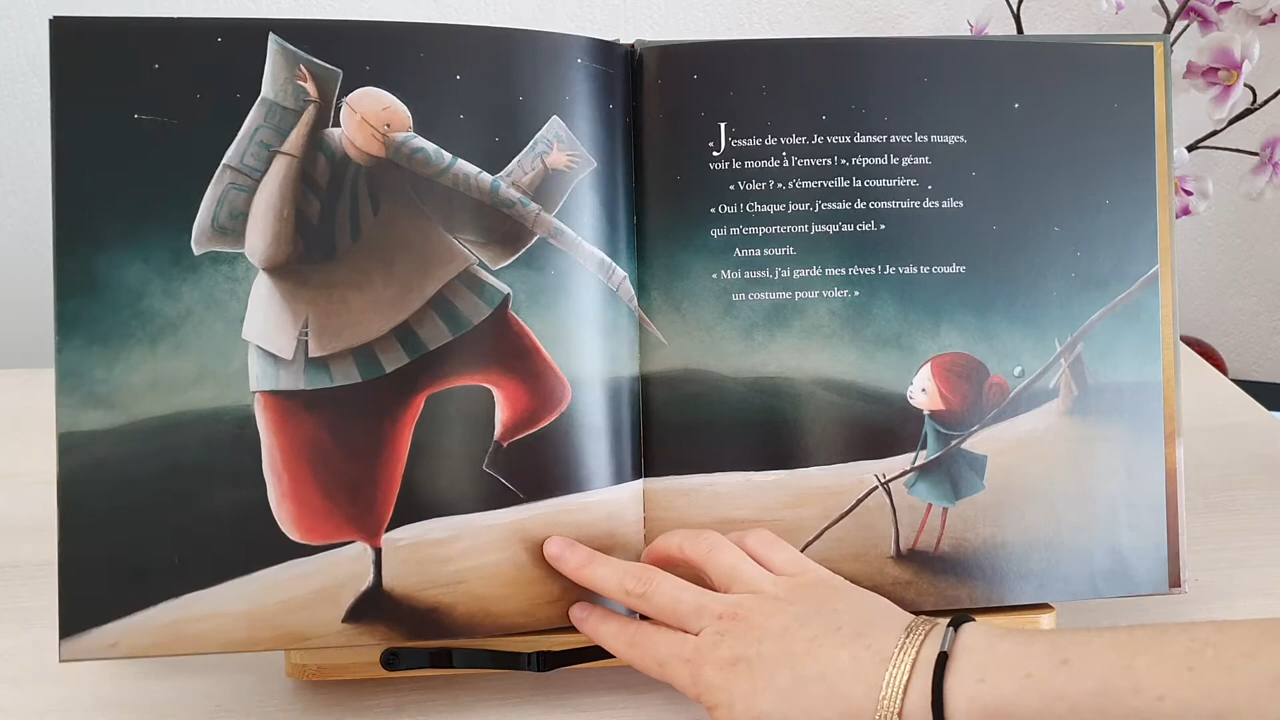 « J'essaie de voler. Je veux danser avec les nuages,
voir le monde à l'envers ! », répond le géant.
« Voler ? », s'émerveille la couturière.
« Oui ! Chaque jour, j'essaie de construire des ailes
qui m'emporteront jusqu'au ciel. »
Anna sourit.
« Moi aussi, j'ai gardé mes rêves ! Je vais te coudre
un costume pour voler. »